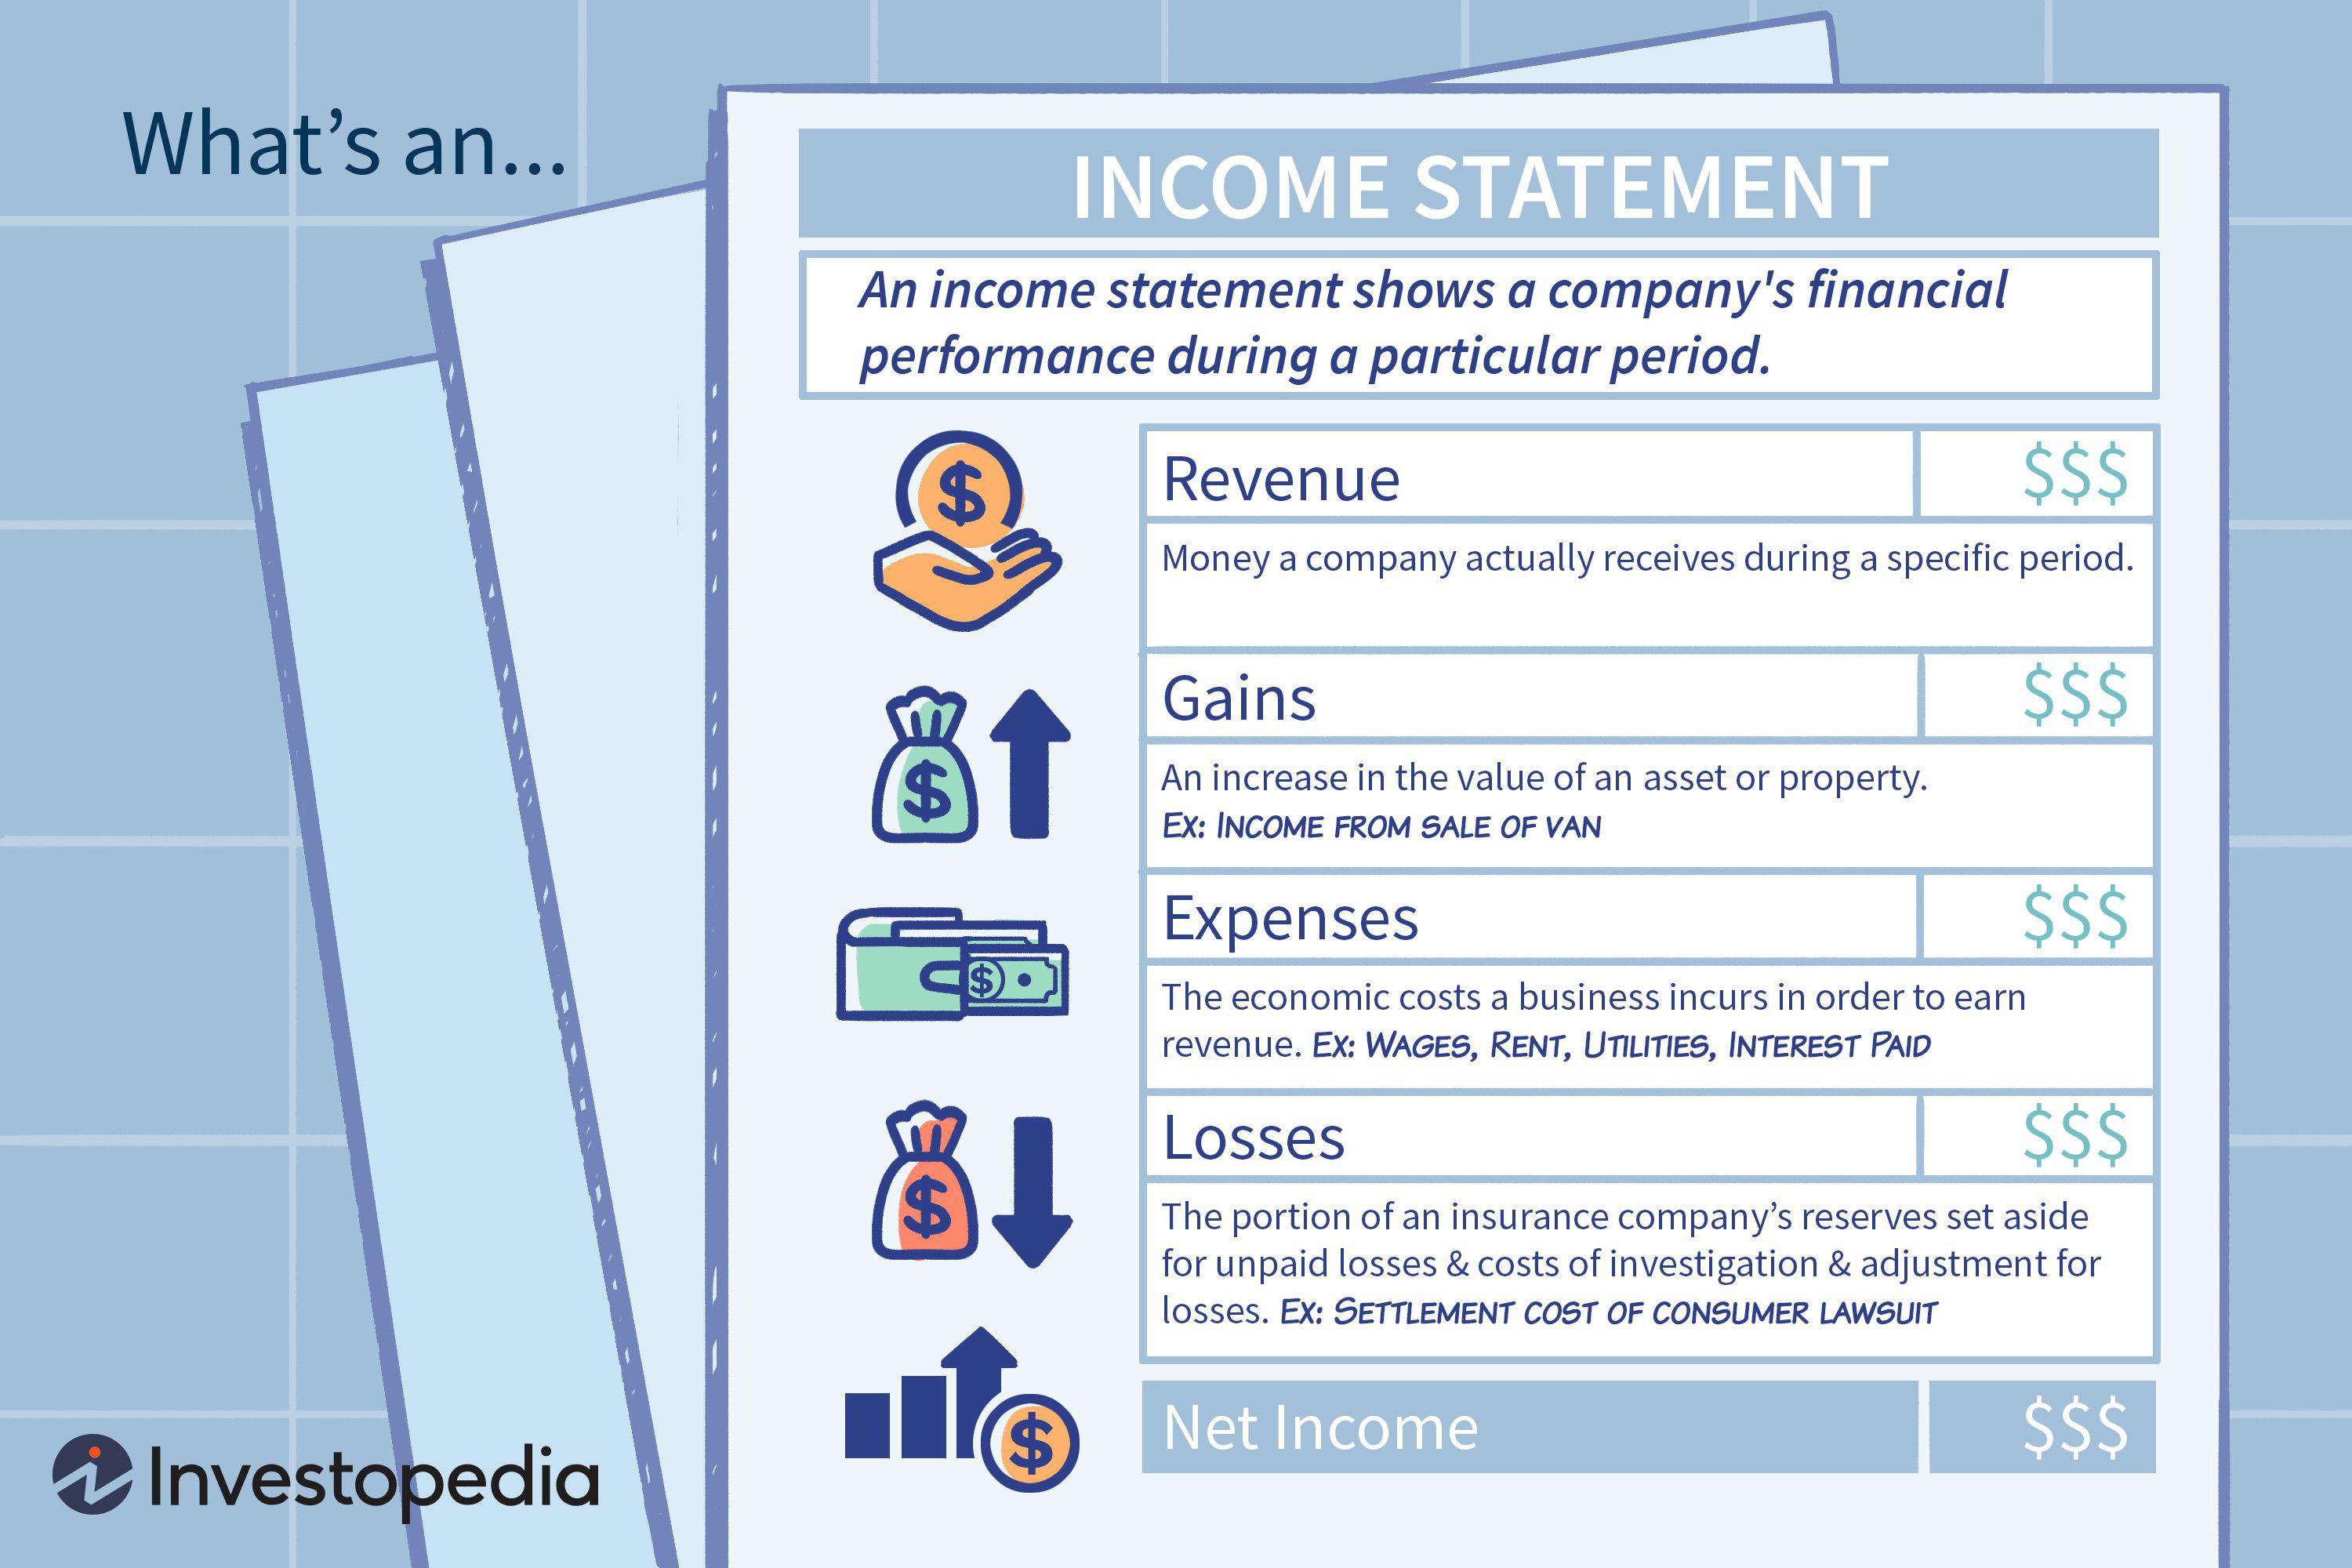 What's an...
INCOME STATEMENT
An income statement shows a company's financial
performance during a particular period.
Revenue $$$
Money a company actually receives during a specific period.
Gains $$$
An increase in the value of an asset or property.
Ex: Income from sale of van
Expenses $$$
The economic costs a business incurs in order to earn
revenue. Ex: Wages, Rent, Utilities, Interest Paid
Losses $$$
The portion of an insurance company's reserves set aside
for unpaid losses & costs of investigation & adjustment for
losses. Ex: Settlement cost of consumer lawsuit
Net Income $$$
Investopedia